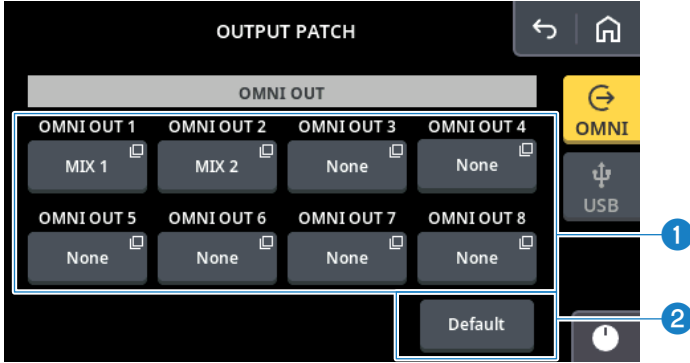 OUTPUT PATCH
OMNI OUT
OMNI
OMNI OUT 1 OMNI OUT 2 OMNI OUT 3 OMNI OUT 4
MIX 1 MIX 2 None None
USB
OMNI OUT 5 OMNI OUT 6 OMNI OUT 7 OMNI OUT 8
1
None None None None
2
Default